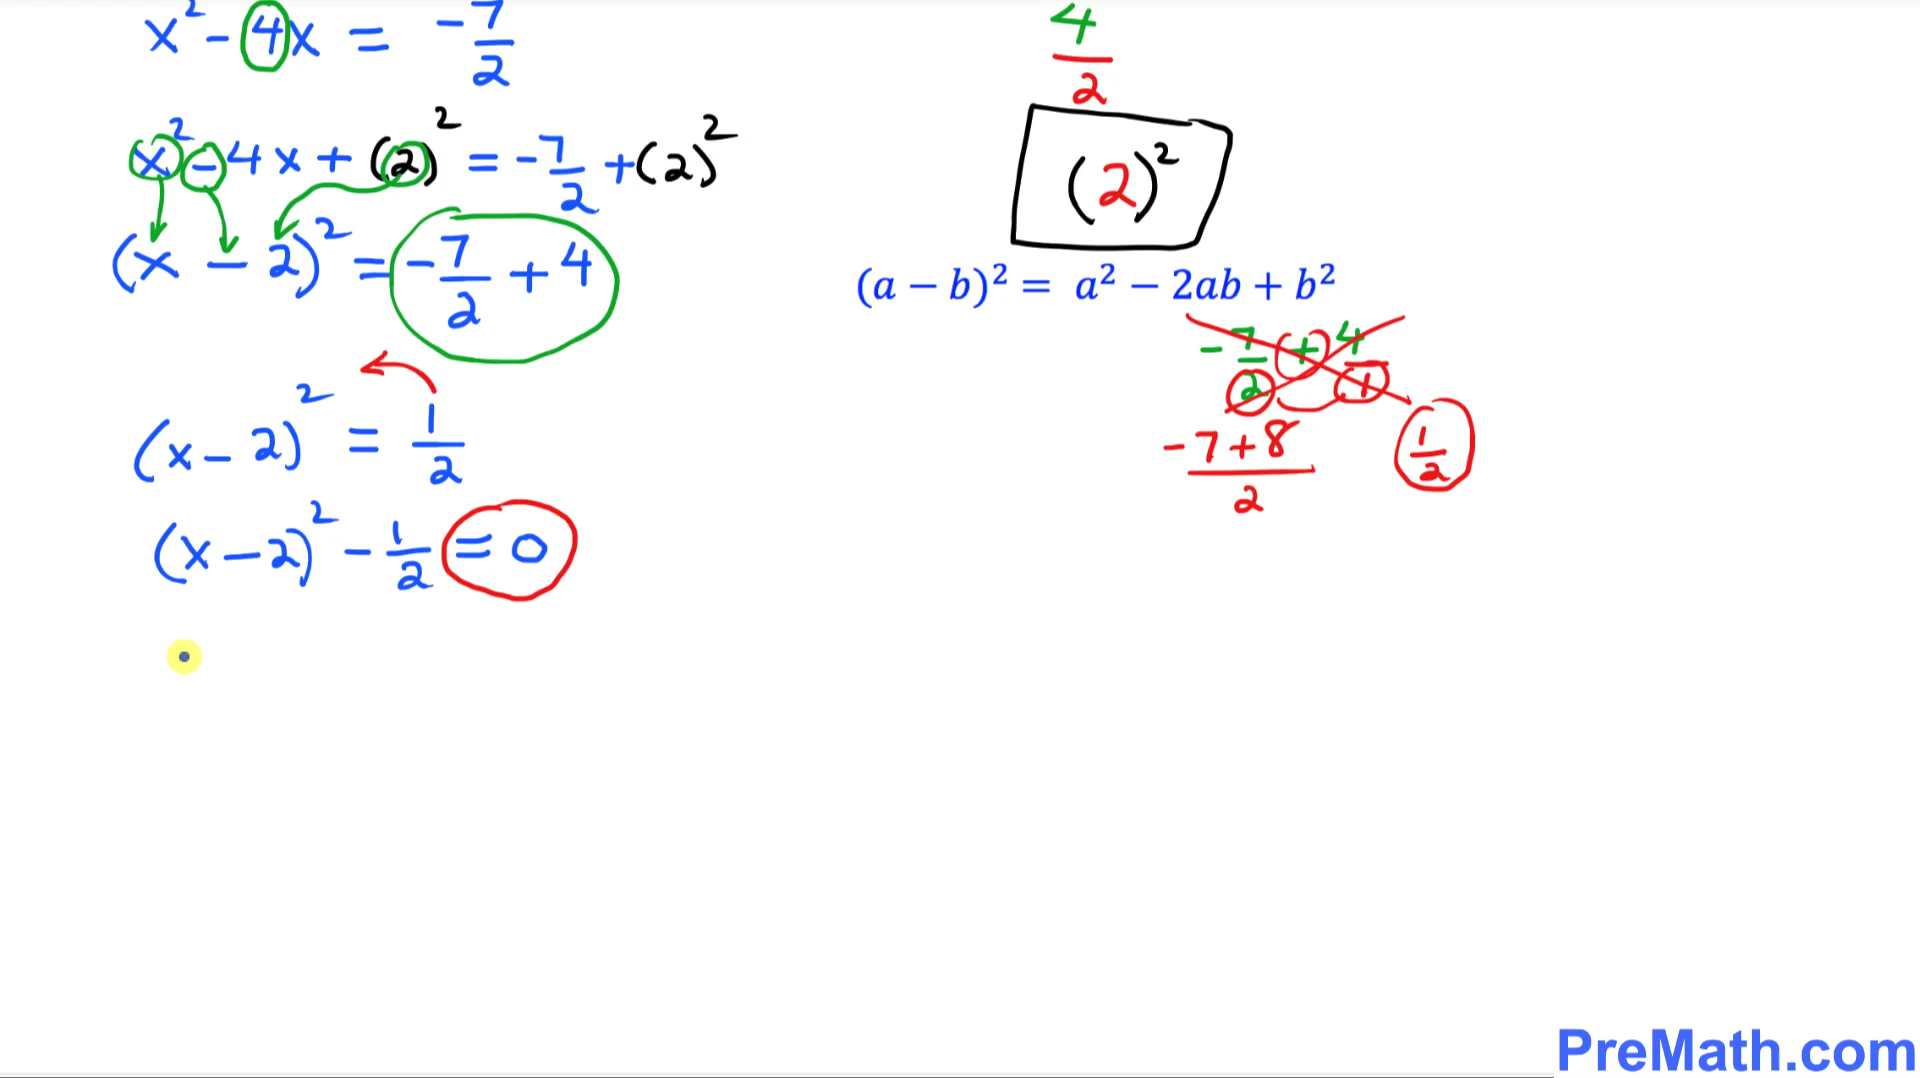 x² - 4x = -7/2
x² - 4x + (2)² = -7/2 + (2)²
(x - 2)² = -7/2 + 4
(x - 2)² = 1/2
(x - 2)² - 1/2 = 0
4/2
(2)²
(a − b)² = a² − 2ab + b²
-7/2 + 4/1
-7+8/2
1/2
PreMath.com